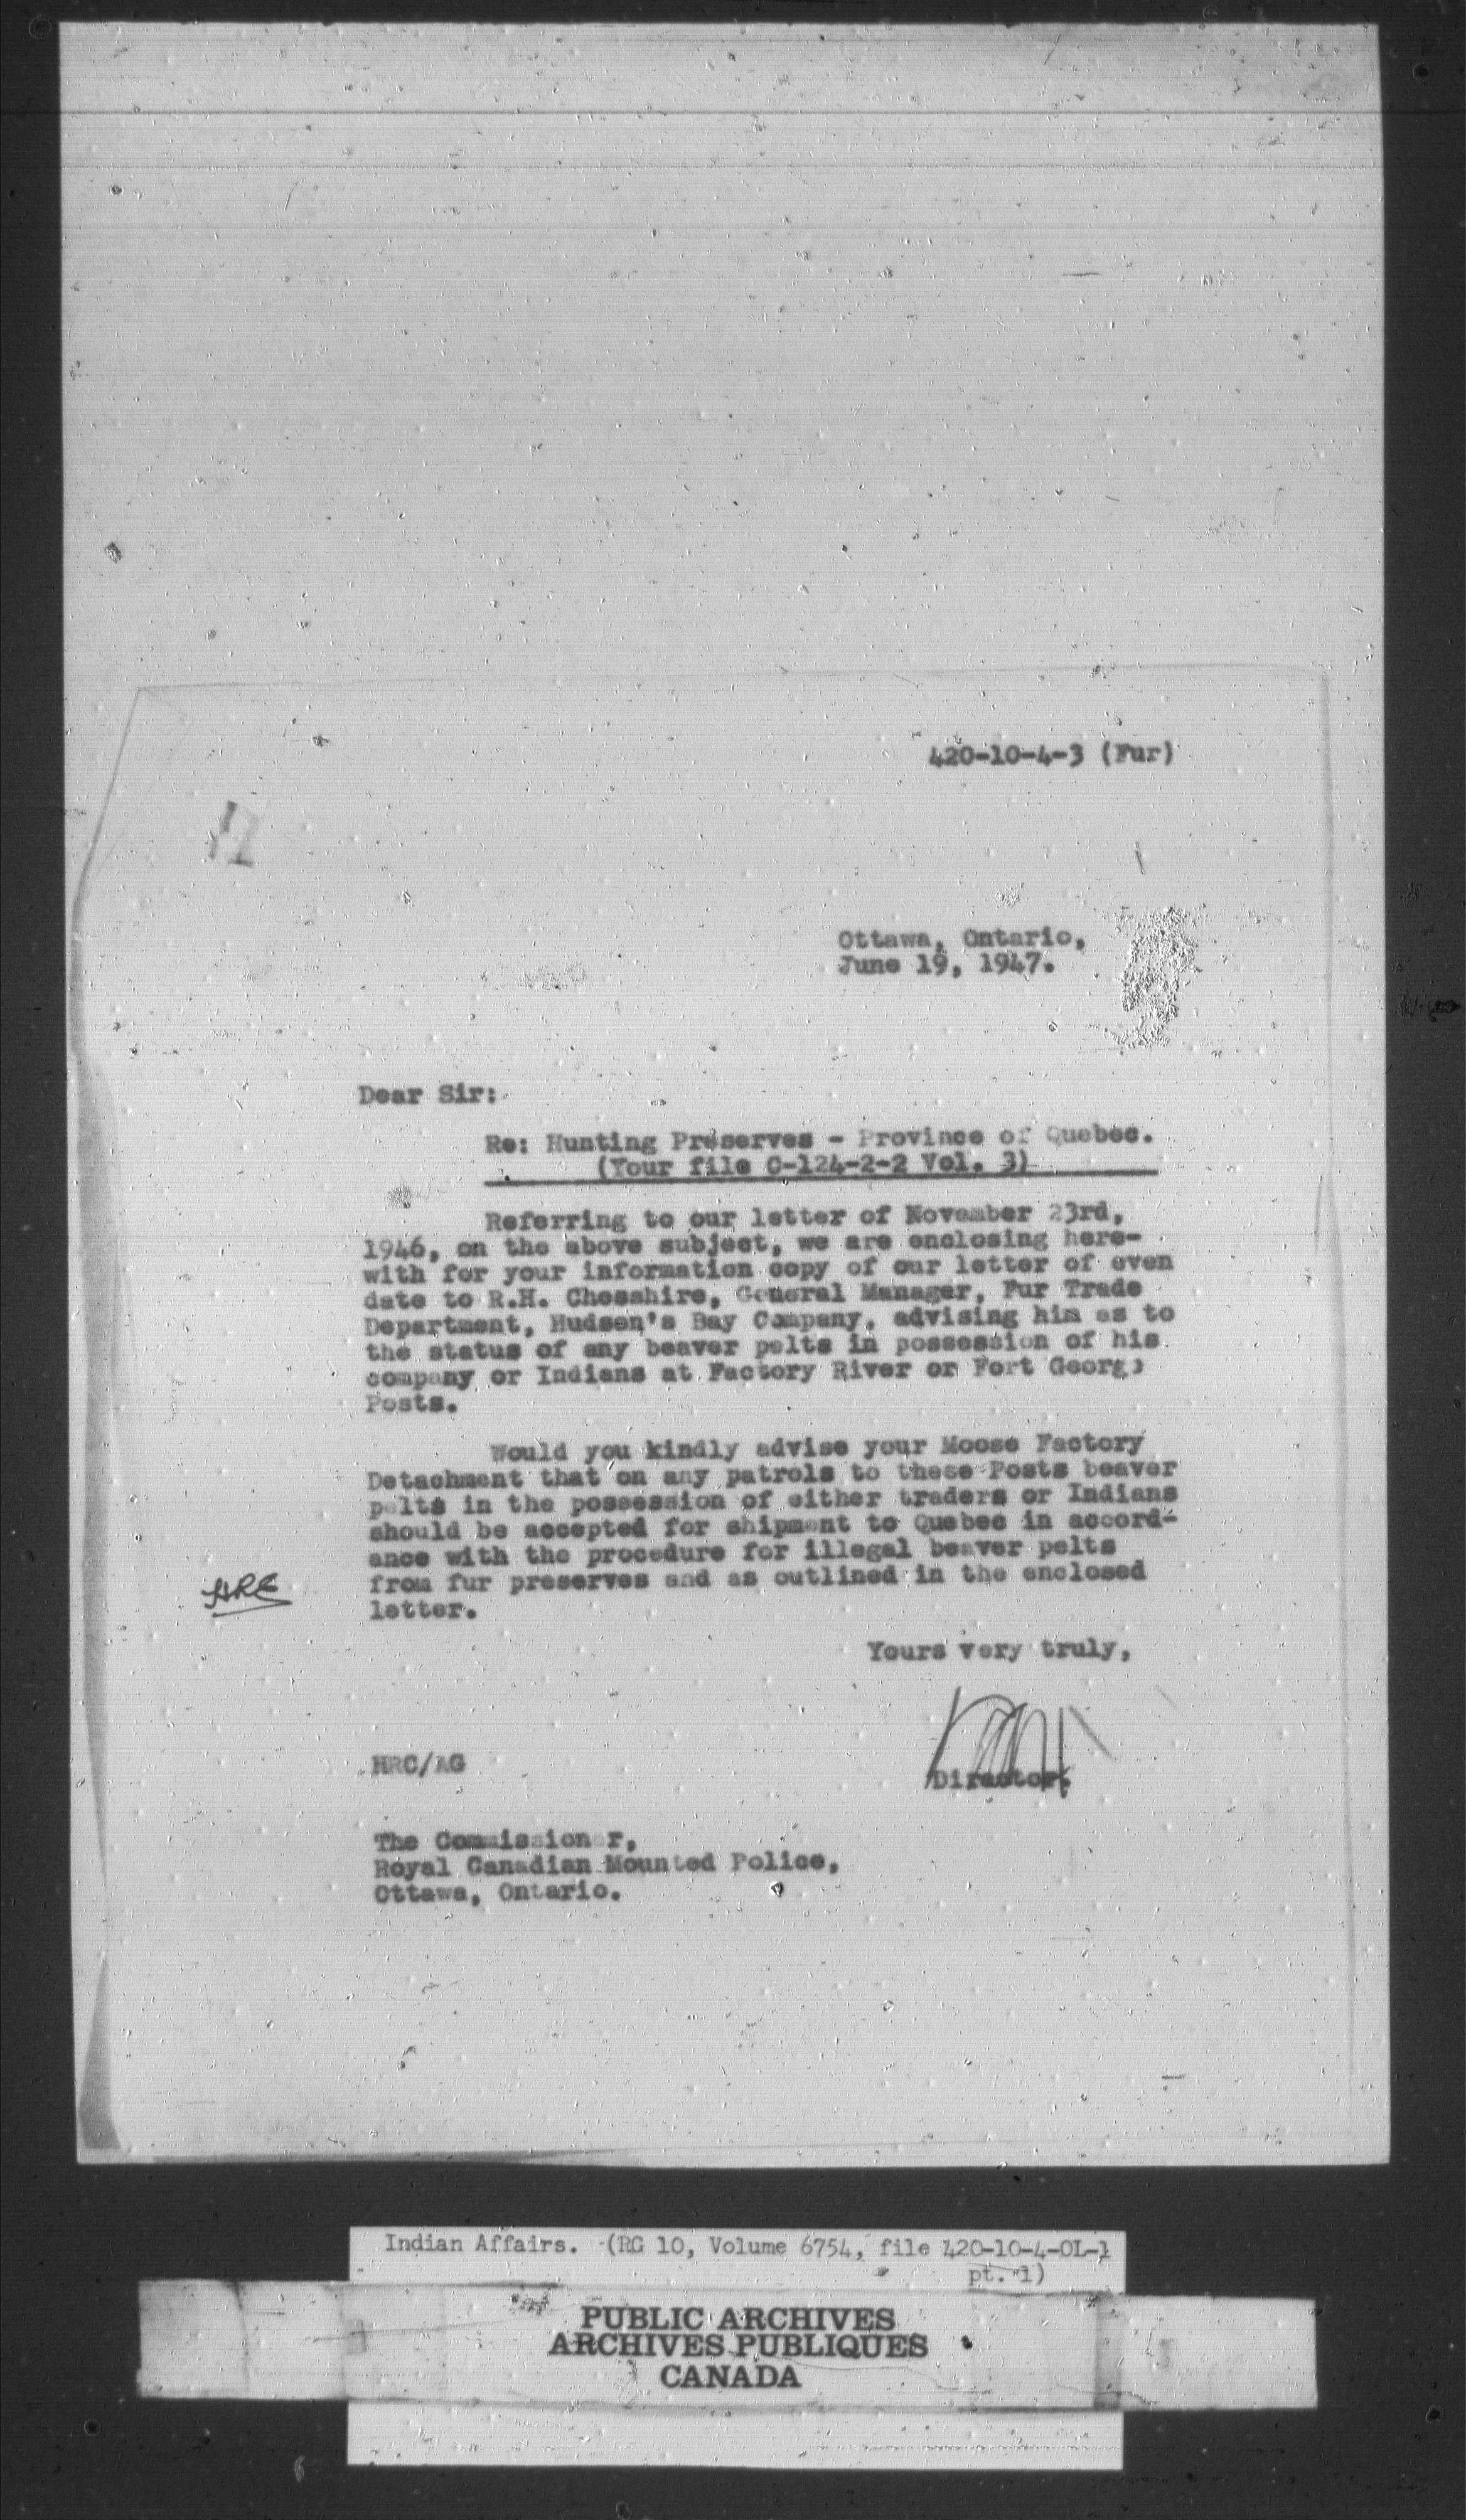 420-10-4-3 (Fur)
Ottawa, Ontario,
June 19, 1947.
Dear Sir:
Re: Hunting Preserves - Province of Quebec.
(Your file C-124-2-2 Vol. 3)
Referring to our letter of November 23rd,
1946, on the above subject, we are enclosing here-
with for your information copy of our letter of even
date to R.H. Chesshire, General Manager, Fur Trade
Department, Hudson's Bay Company, advising him as to
the status of any beaver pelts in possession of his
company or Indians at Factory River or Fort George
Posts.
Would you kindly advise your Moose Factory
Detachment that on any patrols to these Posts beaver
pelts in the possession of either traders or Indians
should be accepted for shipment to Quebec in accord-
ance with the procedure for illegal beaver pelts
from fur preserves and as outlined in the enclosed
letter.
Yours very truly,
HRC/AG
Director.
The Commissioner,
Royal Canadian Mounted Police,
Ottawa, Ontario.
Indian Affairs. (RG 10, Volume 6754, file 420-10-4-OL-1
pt. 1)
PUBLIC ARCHIVES
ARCHIVES PUBLIQUES
CANADA